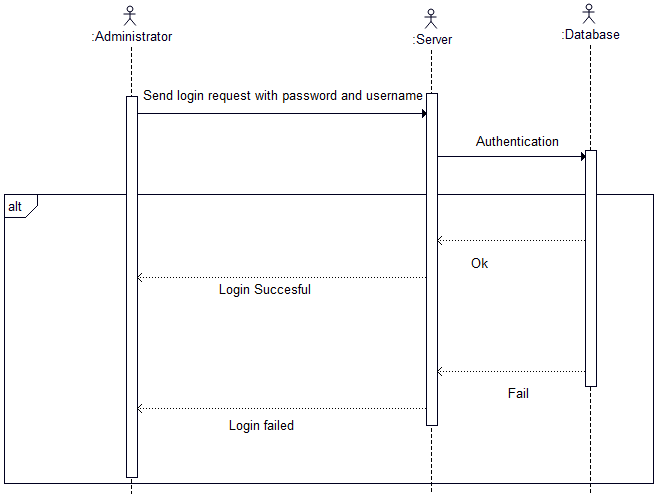 :Administrator
:Server
:Database
Send login request with password and username
Authentication
alt
Ok
Login Succesful
Fail
Login failed